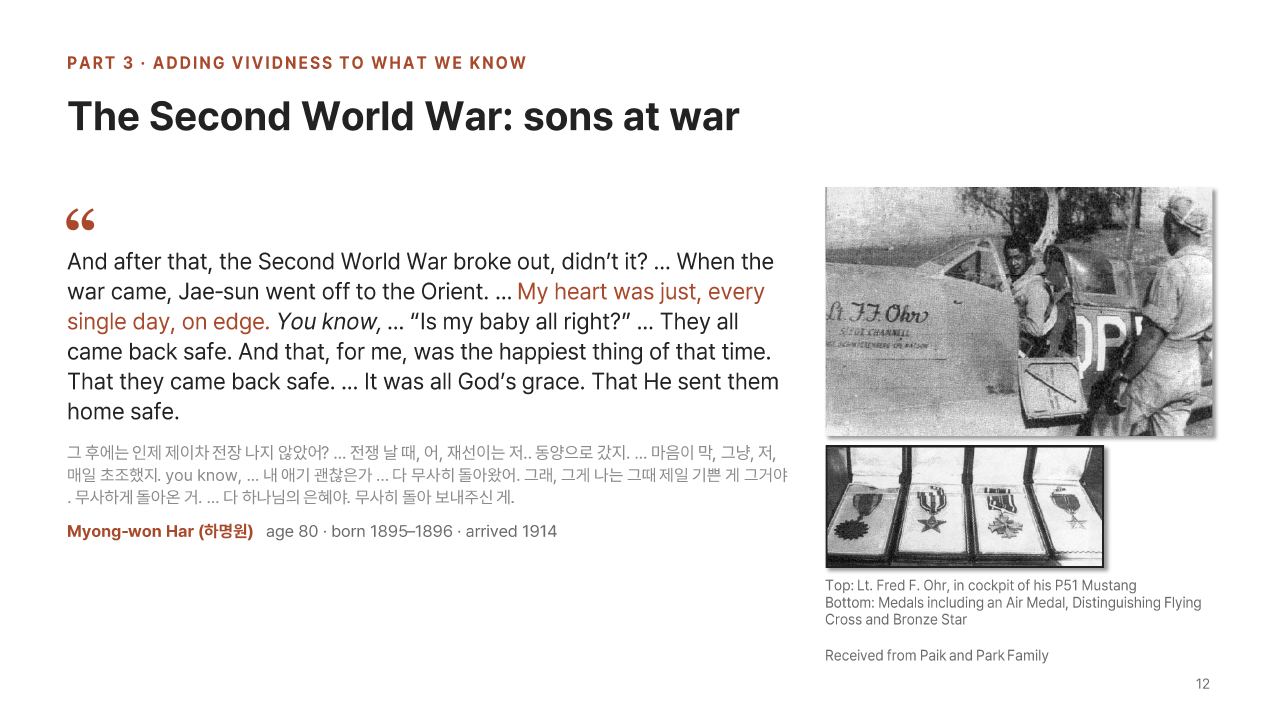 PART 3 · ADDING VIVIDNESS TO WHAT WE KNOW
The Second World War: sons at war
“
And after that, the Second World War broke out, didn’t it? ... When the
war came, Jae-sun went off to the Orient. ... My heart was just, every
single day, on edge. You know, ... “Is my baby all right?” ... They all
came back safe. And that, for me, was the happiest thing of that time.
That they came back safe. ... It was all God’s grace. That He sent them
home safe.
그 후에는 인제 제이차 전장 나지 않았어? ... 전쟁 날 때, 어, 재선이는 저.. 동양으로 갔지. ... 마음이 막, 그냥, 저,
매일 초조했지. you know, ... 내 애기 괜찮은가 ... 다 무사히 돌아왔어. 그래, 그게 나는 그때 제일 기쁜 게 그거야
. 무사하게 돌아온 거. ... 다 하나님의 은혜야. 무사히 돌아 보내주신 게.
Myong-won Har (하명원) age 80 · born 1895–1896 · arrived 1914
Lt. F.F. Ohr
OP
Top: Lt. Fred F. Ohr, in cockpit of his P51 Mustang
Bottom: Medals including an Air Medal, Distinguishing Flying
Cross and Bronze Star
Received from Paik and Park Family
12